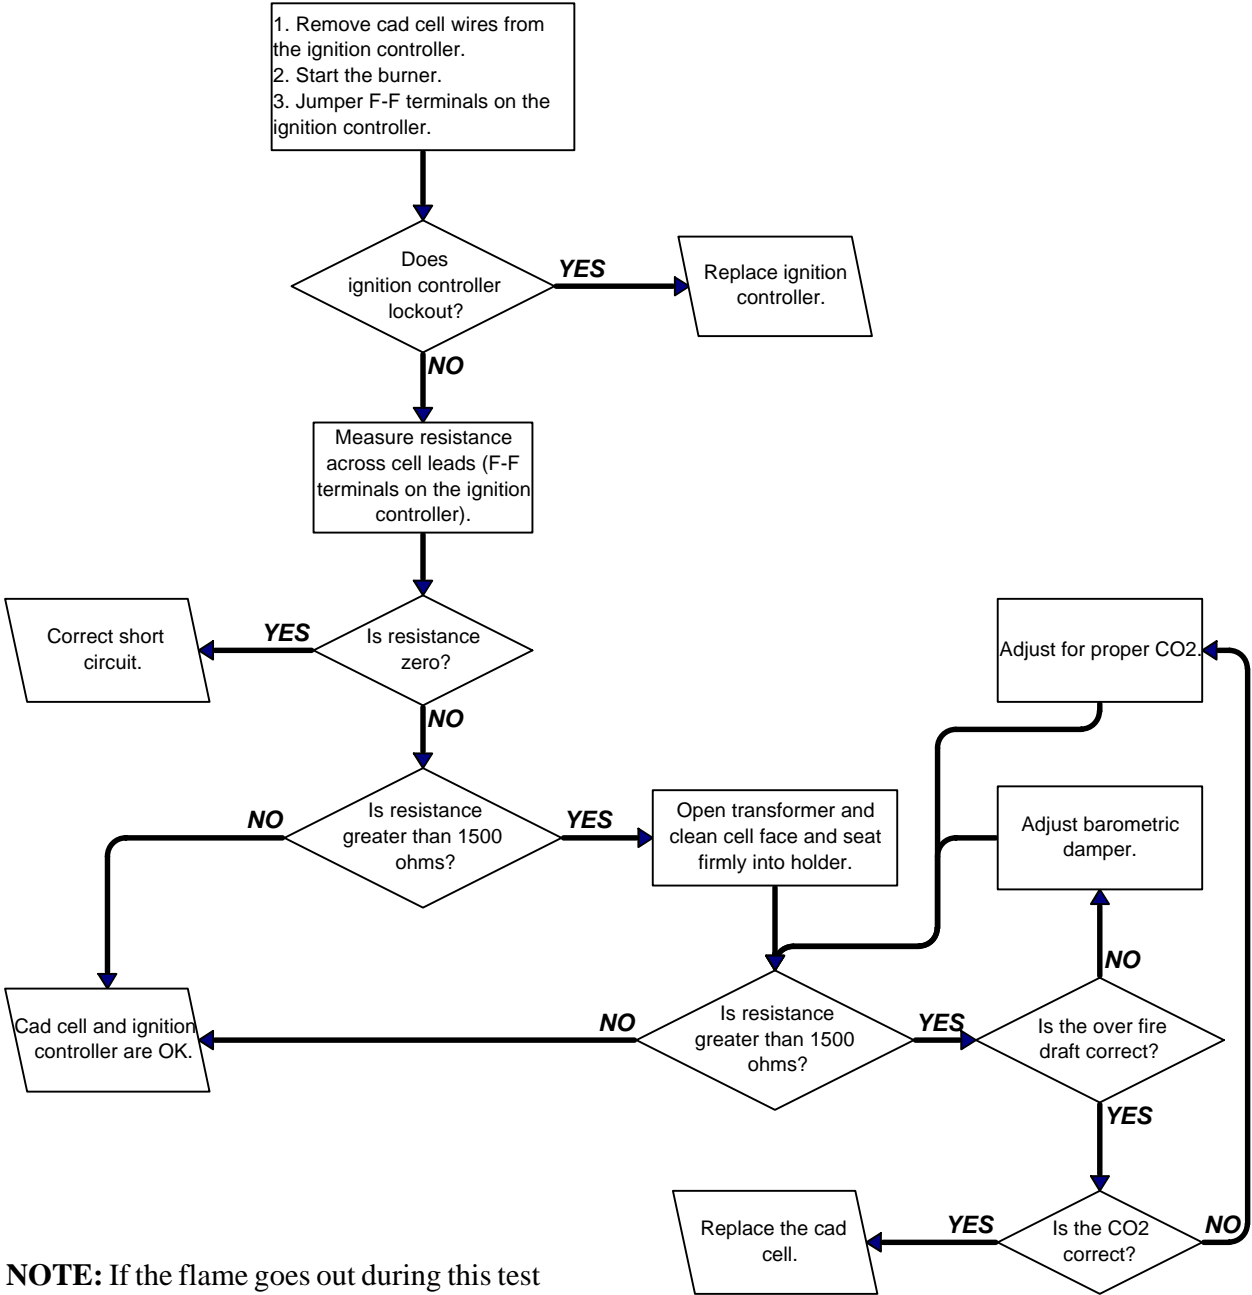 1. Remove cad cell wires from
the ignition controller.
2. Start the burner.
3. Jumper F-F terminals on the
ignition controller.
Does
ignition controller
lockout?
YES
Replace ignition
controller.
NO
Measure resistance
across cell leads (F-F
terminals on the ignition
controller).
Is resistance
zero?
YES
Correct short
circuit.
NO
Adjust for proper CO2.
Is resistance
greater than 1500
ohms?
NO
YES
Open transformer and
clean cell face and seat
firmly into holder.
Adjust barometric
damper.
NO
Cad cell and ignition
controller are OK.
NO
Is resistance
greater than 1500
ohms?
YES
Is the over fire
draft correct?
YES
Replace the cad
cell.
YES
Is the CO2
correct?
NO
NOTE: If the flame goes out during this test